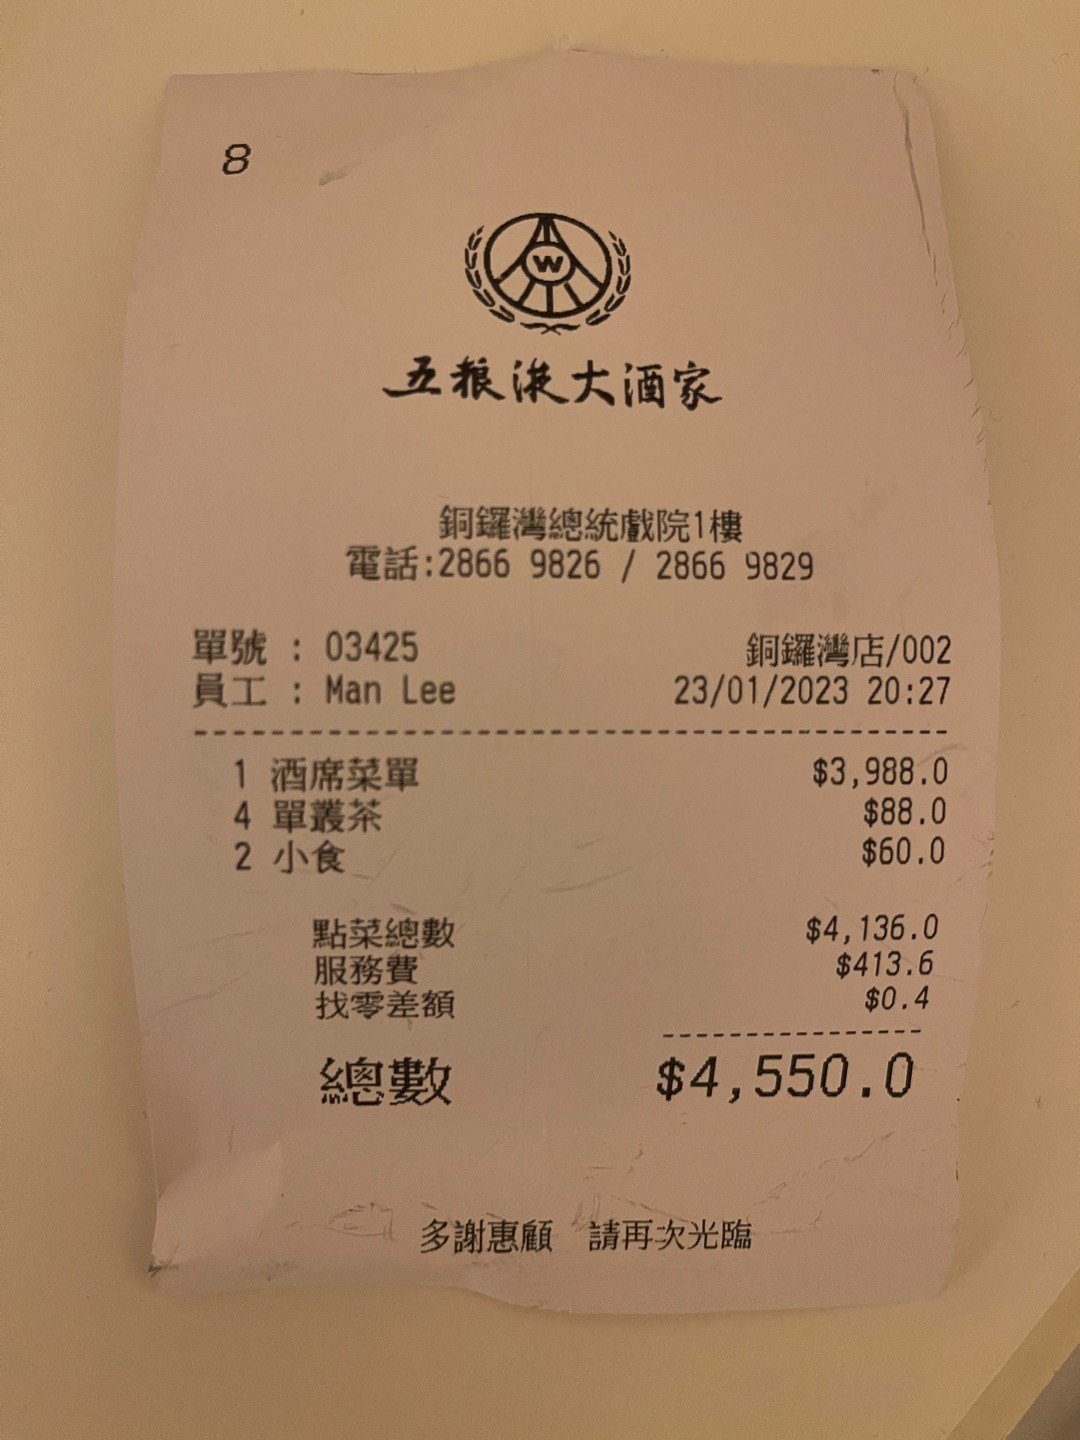 8
W
五粮液大酒家
銅鑼灣總統戲院1樓
電話:2866 9826 / 2866 9829
單號 : 03425 銅鑼灣店/002
員工 : Man Lee 23/01/2023 20:27
1 酒席菜單 $3,988.0
4 單叢茶 $88.0
2 小食 $60.0
點菜總數 $4,136.0
服務費 $413.6
找零差額 $0.4
總數 $4,550.0
多謝惠顧 請再次光臨